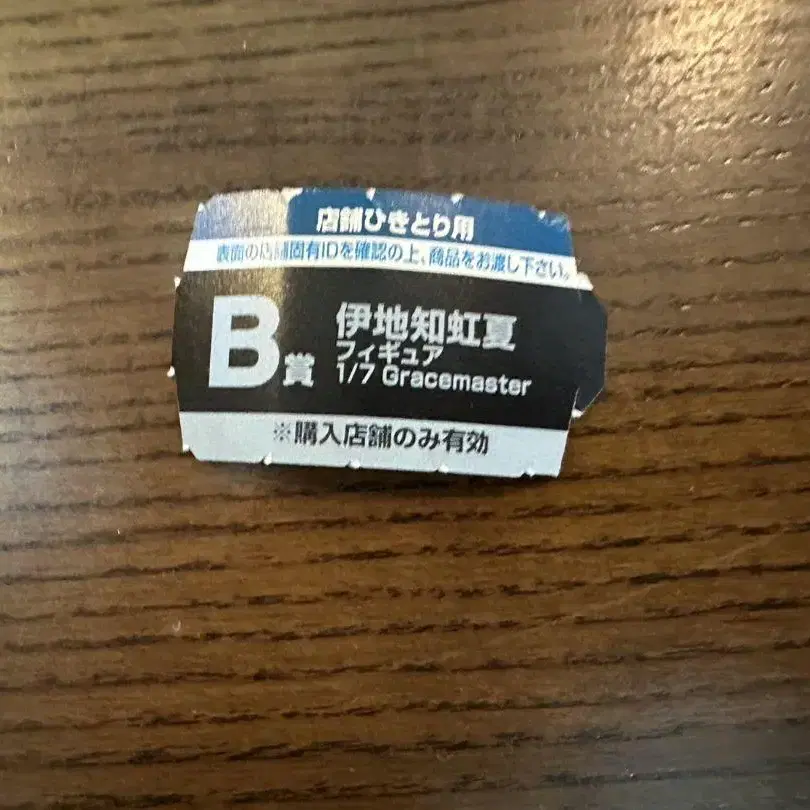 店舗ひきとり用
表面の店舗固有IDを確認の上、商品をお渡し下さい。
B賞
伊地知虹夏
フィギュア
1/7 Gracemaster
※購入店舗のみ有効